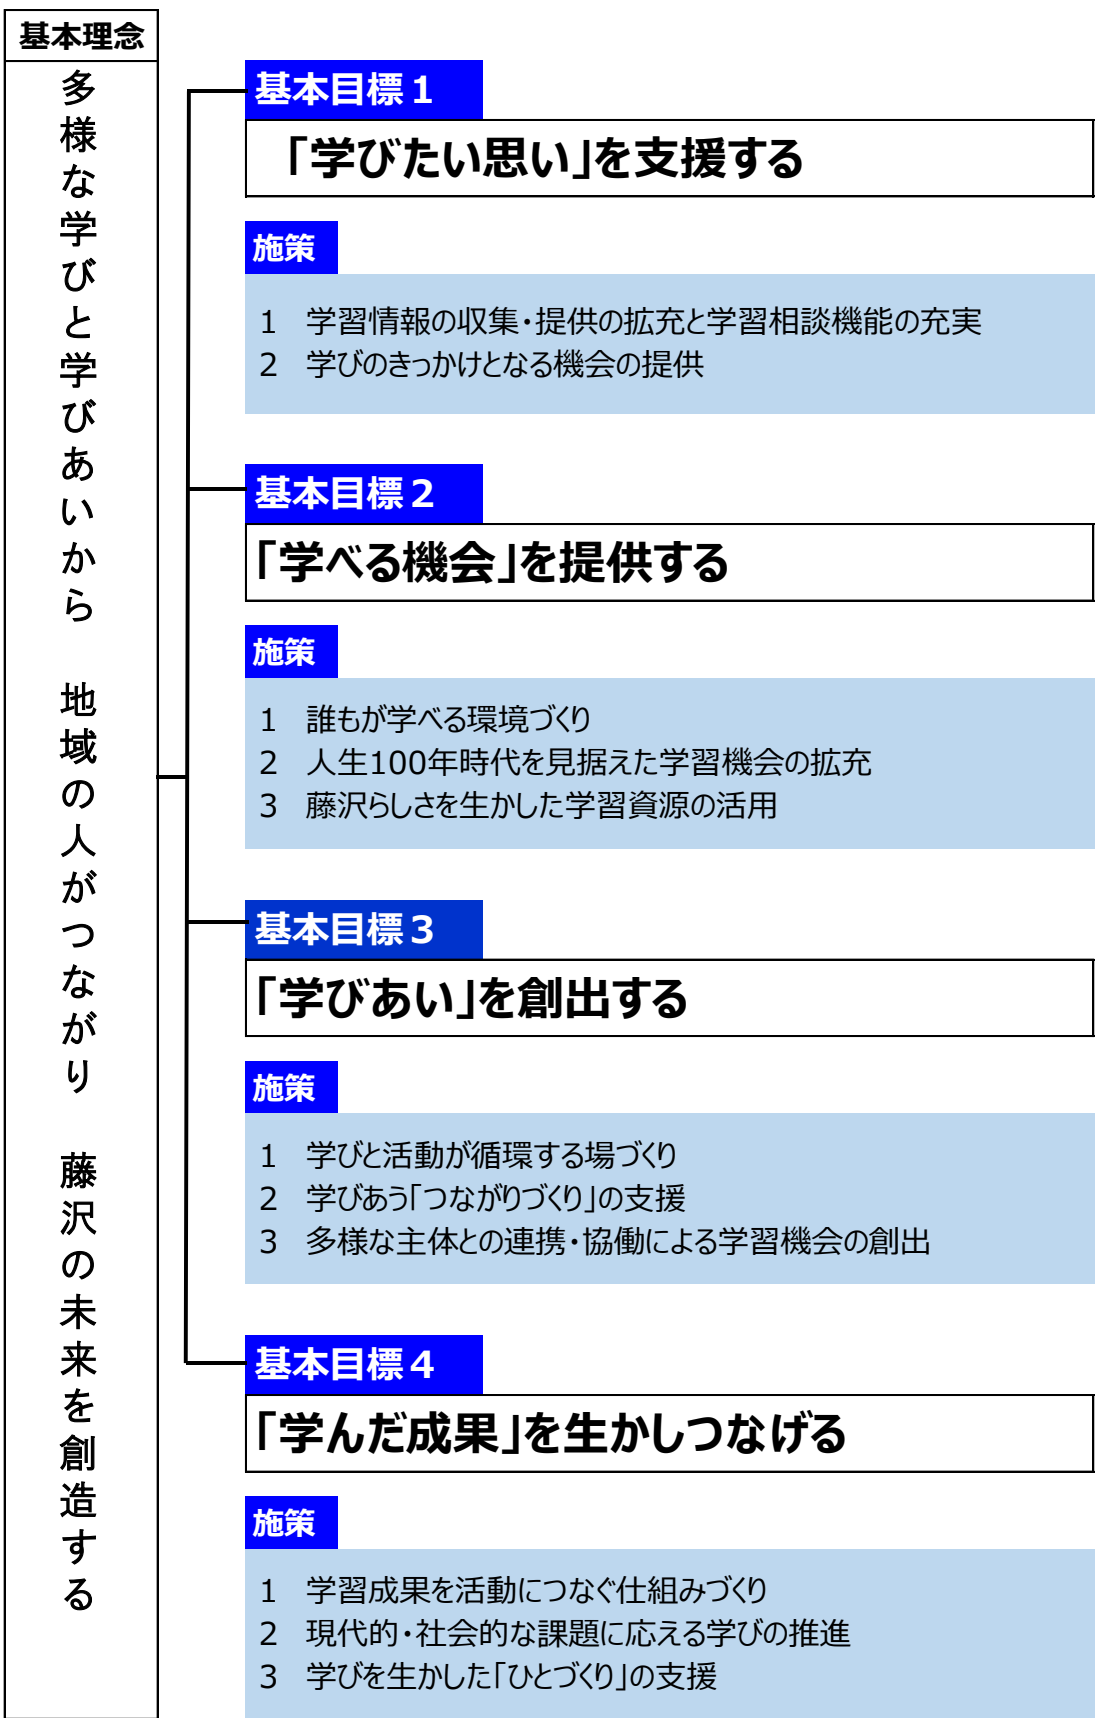 基本理念
多様な学びと学びあいから　地域の人がつながり　藤沢の未来を創造する
基本目標１
「学びたい思い」を支援する
施策
1　学習情報の収集・提供の拡充と学習相談機能の充実
2　学びのきっかけとなる機会の提供
基本目標２
「学べる機会」を提供する
施策
1　誰もが学べる環境づくり
2　人生100年時代を見据えた学習機会の拡充
3　藤沢らしさを生かした学習資源の活用
基本目標３
「学びあい」を創出する
施策
1　学びと活動が循環する場づくり
2　学びあう「つながりづくり」の支援
3　多様な主体との連携・協働による学習機会の創出
基本目標４
「学んだ成果」を生かしつなげる
施策
1　学習成果を活動につなぐ仕組みづくり
2　現代的・社会的な課題に応える学びの推進
3　学びを生かした「ひとづくり」の支援